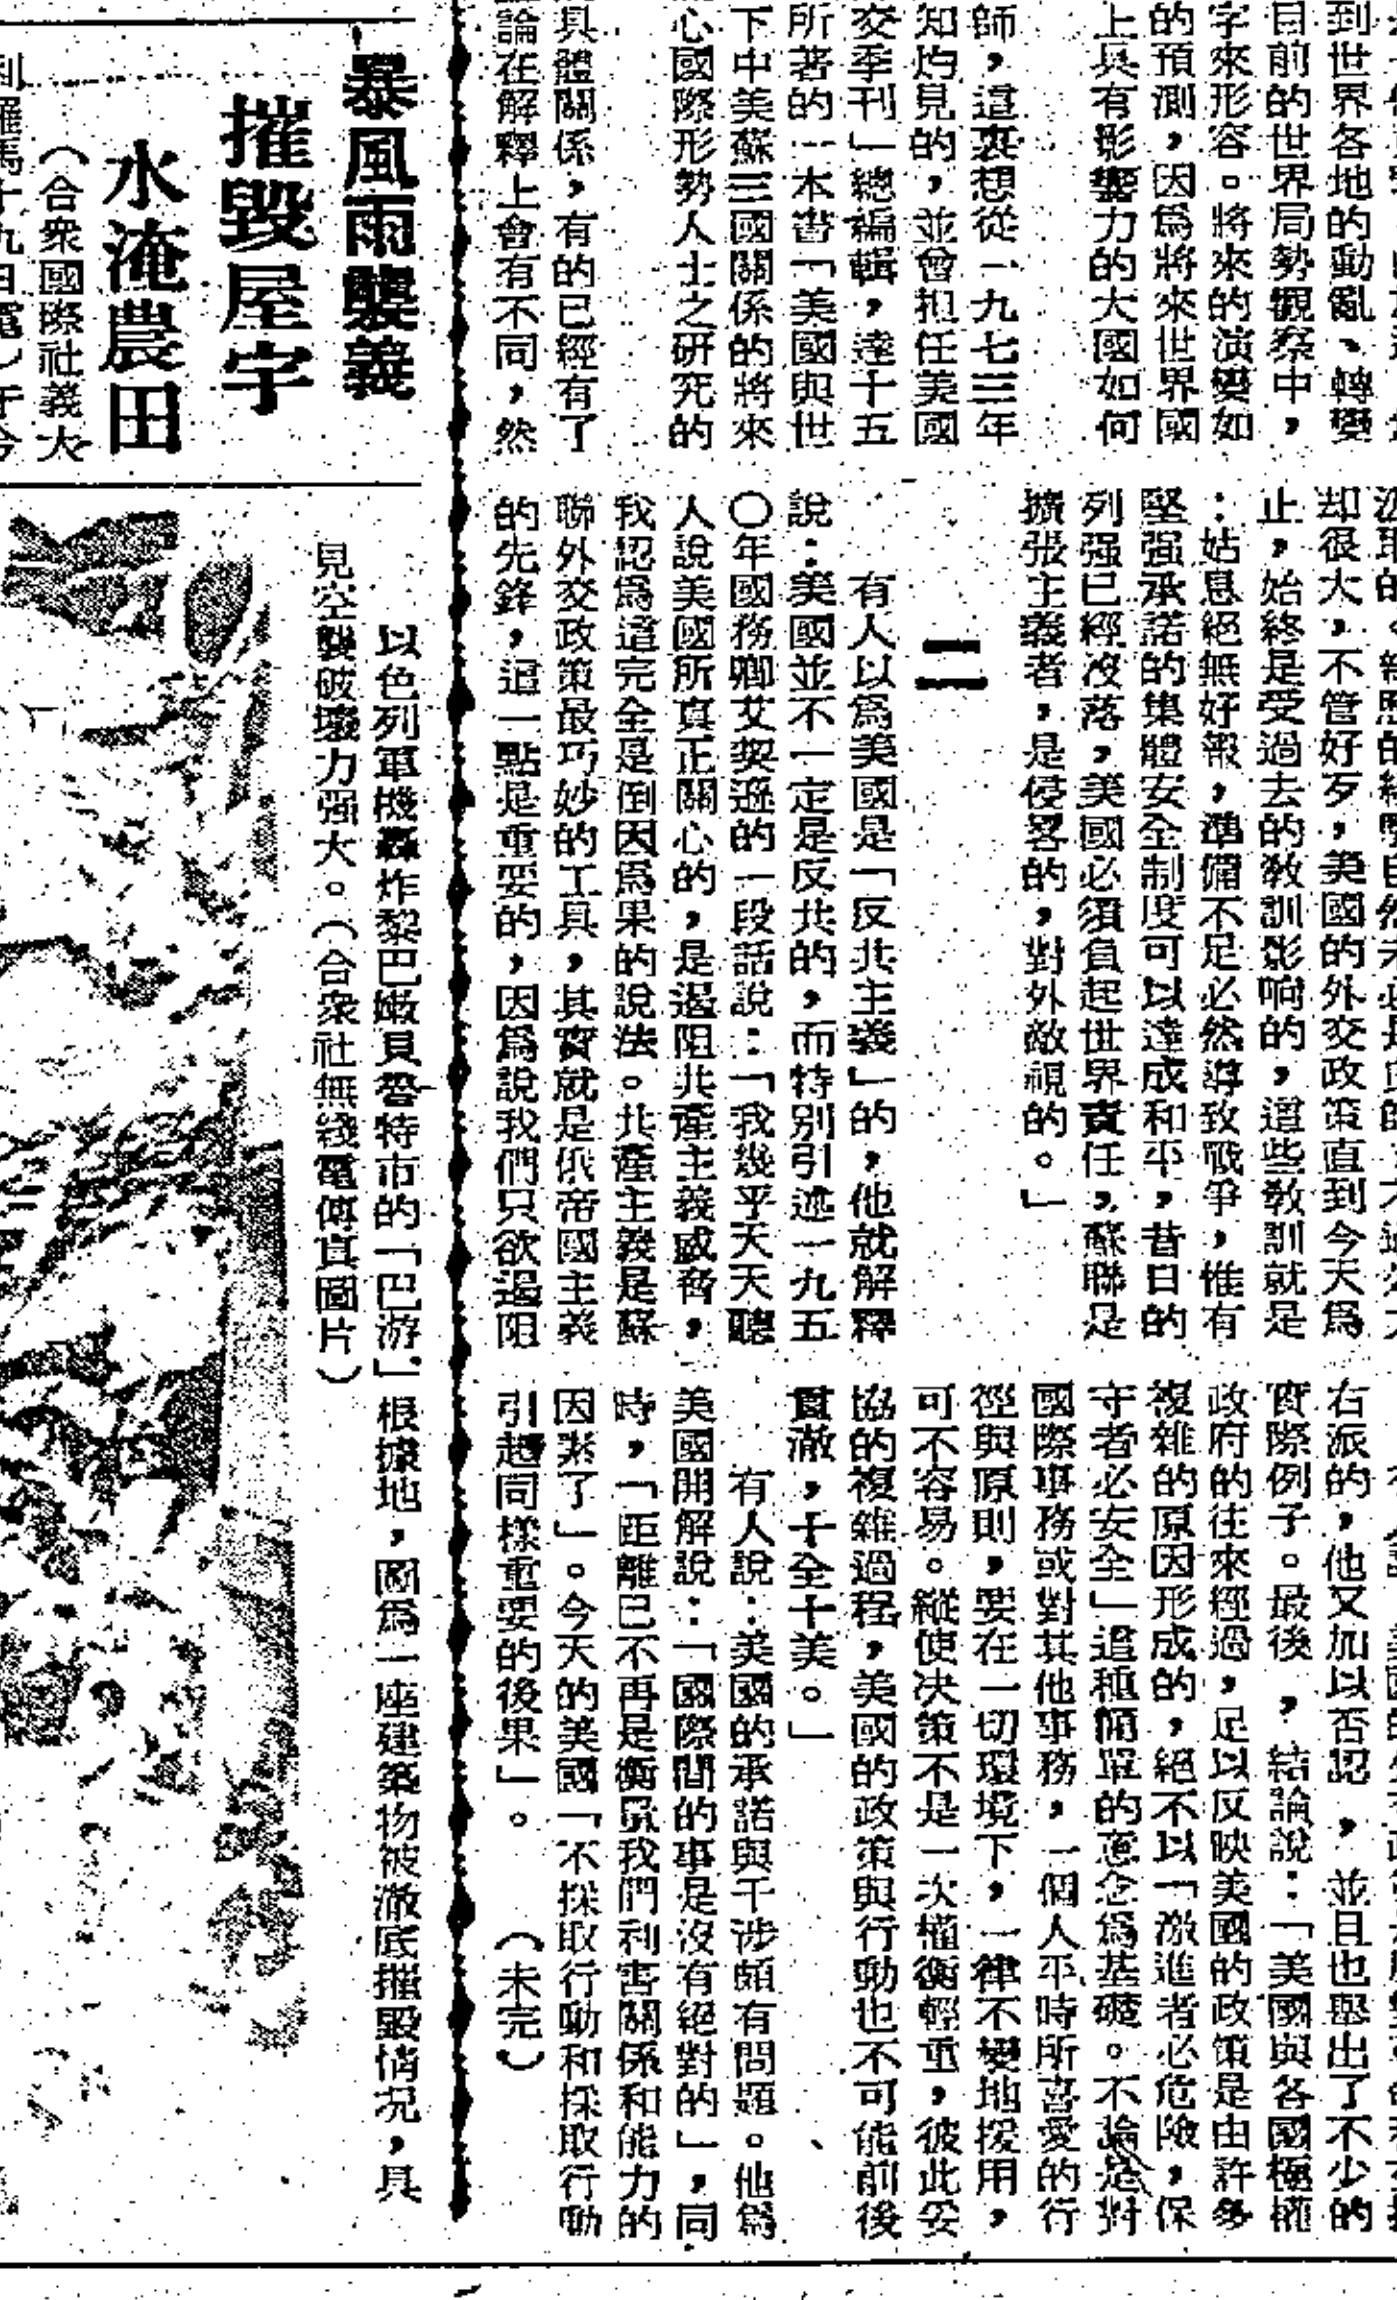 到世界各地的動亂、轉變
目前的世界局勢觀察中，
字來形容。將來的演變如
的預測，因爲將來世界國
上具有影響力的大國如何
師，這裏想從一九七三年
知灼見的，並會担任美國
交季刊」總編輯，達十五
所著的一本書「美國與世
下中美蘇三國關係的將來
心國際形勢人士之研究的
具體關係，有的已經有了
論在解釋上會有不同，然
却很大，不管好歹，美國的外交政策直到今天爲
止，始終是受過去的教訓影响的，這些教訓就是
：姑息絕無好報，準備不足必然導致戰爭，惟有
堅强承諾的集體安全制度可以達成和平，昔日的
列强已經沒落，美國必須負起世界責任，蘇聯是
擴張主義者，是侵畧的，對外敵視的。」
二
有人以爲美國是「反共主義」的，他就解釋
說：美國並不一定是反共的，而特别引述一九五
〇年國務卿艾契遜的一段話說：「我幾乎天天聽
人說美國所真正關心的，是遏阻共產主義威脅，
我認爲這完全是倒因爲果的說法。共產主義是蘇
聯外交政策最巧妙的工具，其實就是俄帝國主義
的先鋒，這一點是重要的，因爲說我們只欲遏阻
右派的，他又加以否認，並且也舉出了不少的
實際例子。最後，結論說：「美國與各國極權
政府的往來經過，足以反映美國的政策是由許多
複雜的原因形成的，絕不以「激進者必危險，保
守者必安全」這種簡單的意念爲基礎。不論是對
國際事務或對其他事務，一個人平時所喜愛的行
徑與原則，要在一切環境下，一律不變地援用，
可不容易。縱使決策不是一次權衡輕重，彼此妥
協的複雜過程，美國的政策與行動也不可能前後
貫澈，十全十美。」
有人說：美國的承諾與干涉頗有問題。他爲
美國開解說：「國際間的事是沒有絕對的」，同
時，「距離已不再是衡量我們利害關係和能力的
因素了」。今天的美國「不採取行動和採取行動
引起同樣重要的後果」。（未完）
暴風雨襲義
摧毀屋宇
水淹農田
（合衆國際社義大
利羅馬十九日電）于今
以色列軍機轟炸黎巴嫩貝魯特市的「巴游」根據地，圖爲一座建築物被澈底摧毀情況，具
見空襲破壞力强大。（合衆社無綫電傳真圖片）